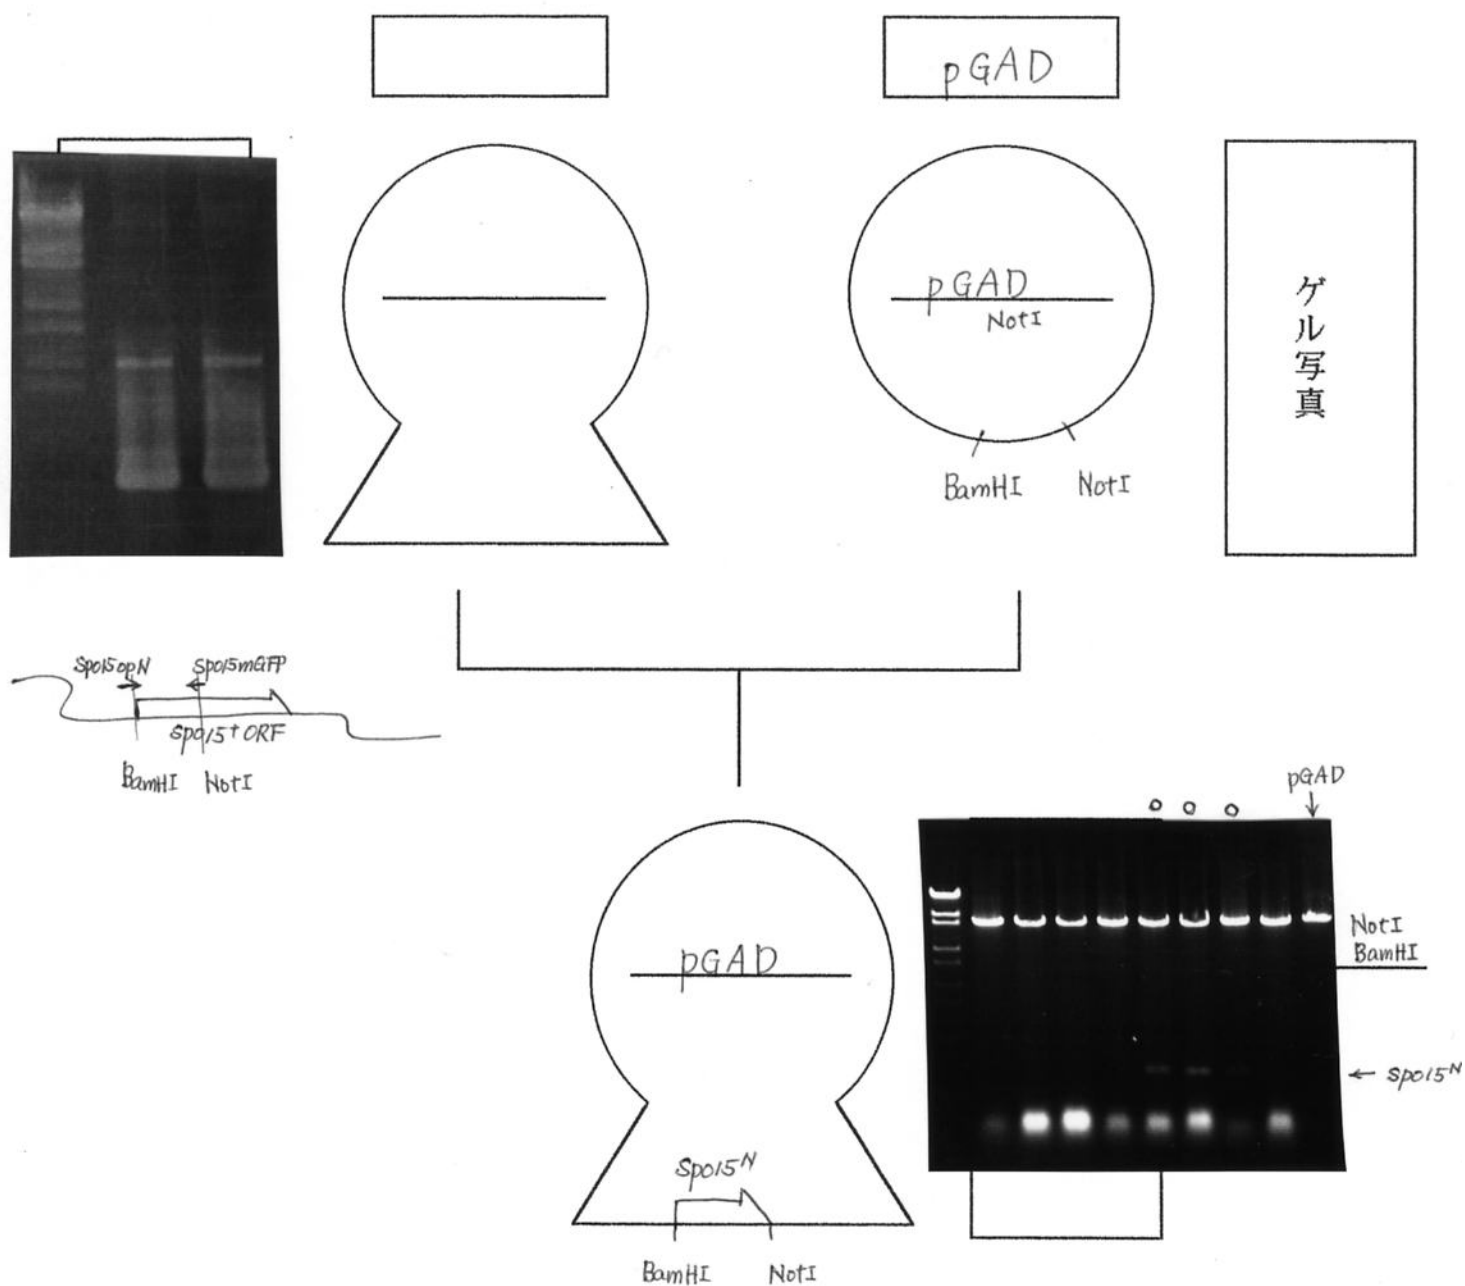 pGAD
pGAD
NotI
BamHI NotI
ゲル写真
spo15opN spo15mGFP
spo15+ ORF
BamHI NotI
pGAD
NotI
BamHI
pGAD
← spo15N
spo15N
BamHI NotI